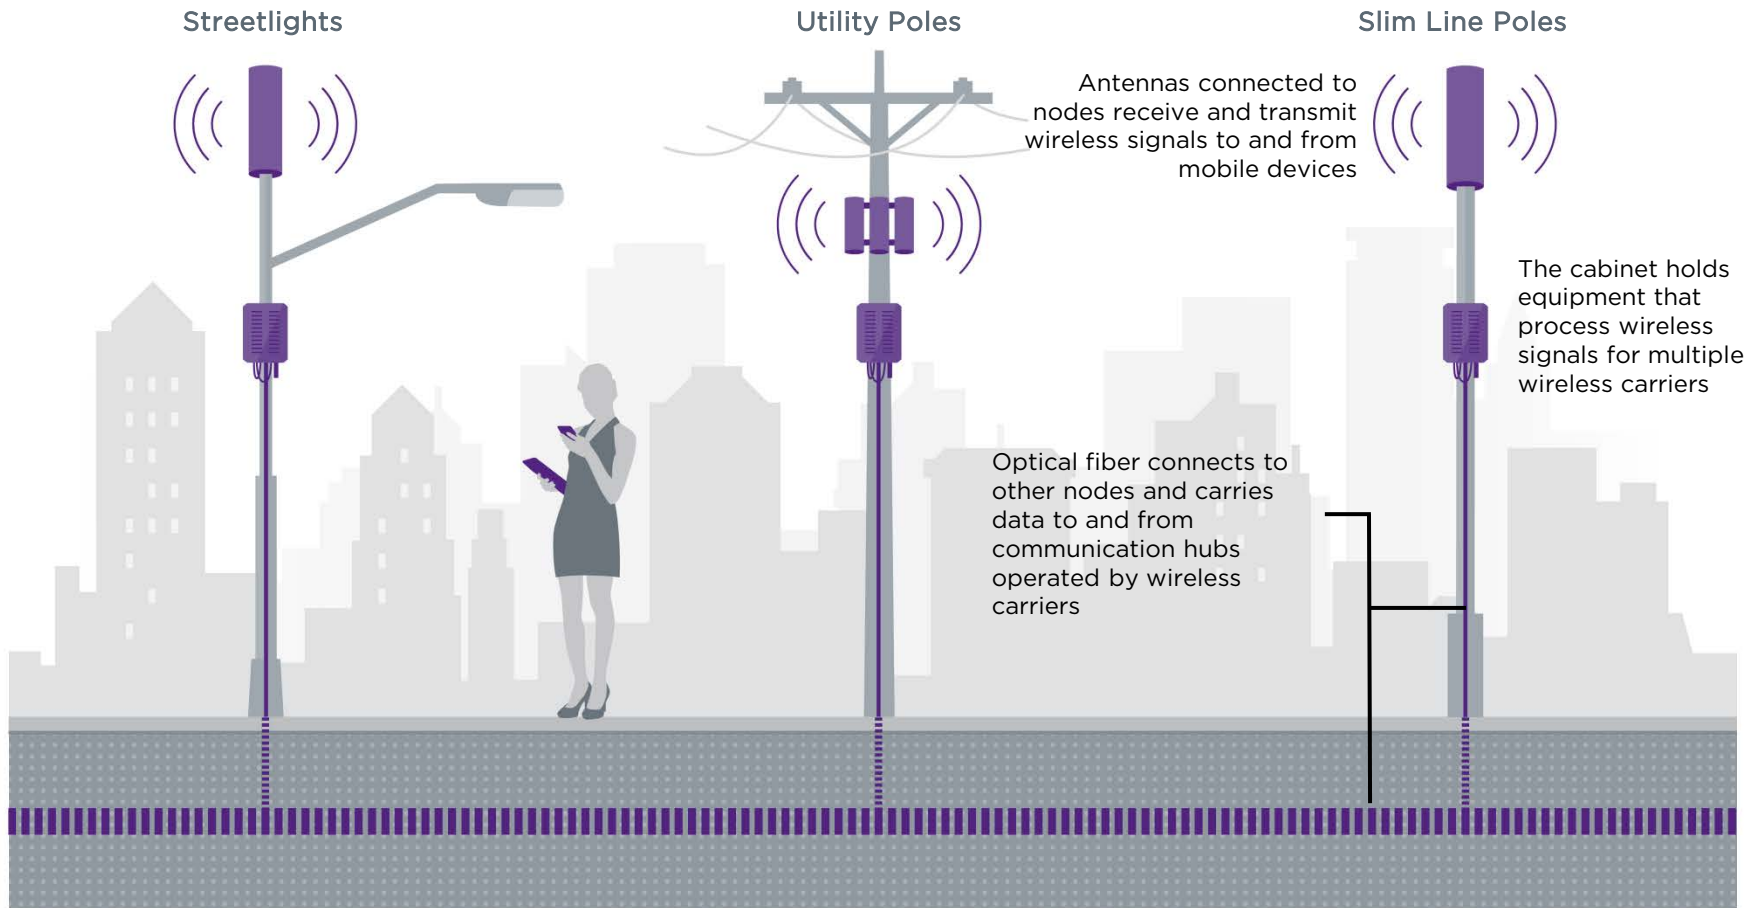 Streetlights
Utility Poles
Slim Line Poles
Antennas connected to
nodes receive and transmit
wireless signals to and from
mobile devices
The cabinet holds
equipment that
process wireless
signals for multiple
wireless carriers
Optical fiber connects to
other nodes and carries
data to and from
communication hubs
operated by wireless
carriers